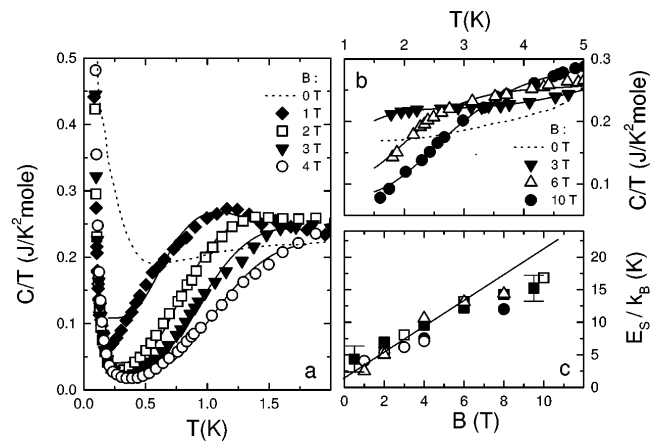 T(K)
1 2 3 4 5
0.5
0.4
0.3
0.2
0.1
0.0
C/T (J/K²mole)
B :
0 T
1 T
2 T
3 T
4 T
a
0.0 0.5 1.0 1.5
T(K)
b
B :
0 T
3 T
6 T
10 T
0.3
0.2
0.1
C/T (J/K²mole)
20
15
10
5
0
E_S / k_B (K)
c
0 2 4 6 8 10
B (T)